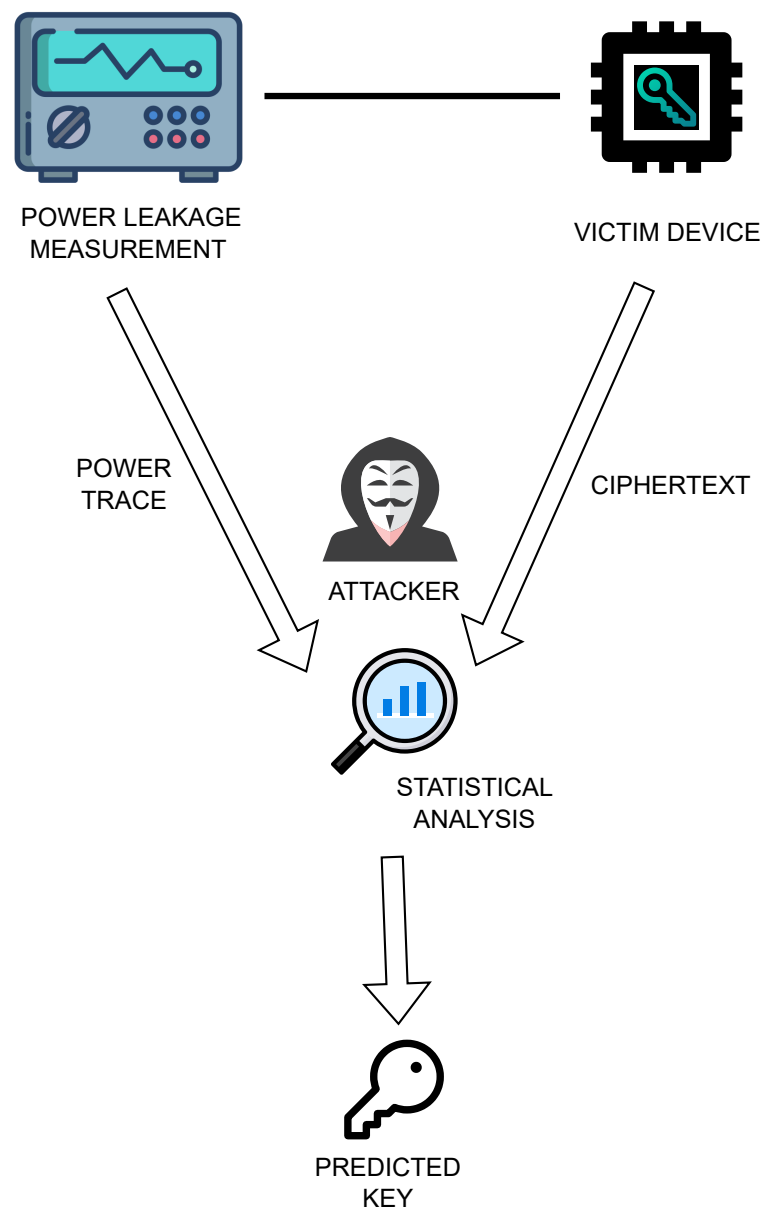 POWER LEAKAGE
MEASUREMENT
VICTIM DEVICE
POWER
TRACE
CIPHERTEXT
ATTACKER
STATISTICAL
ANALYSIS
PREDICTED
KEY